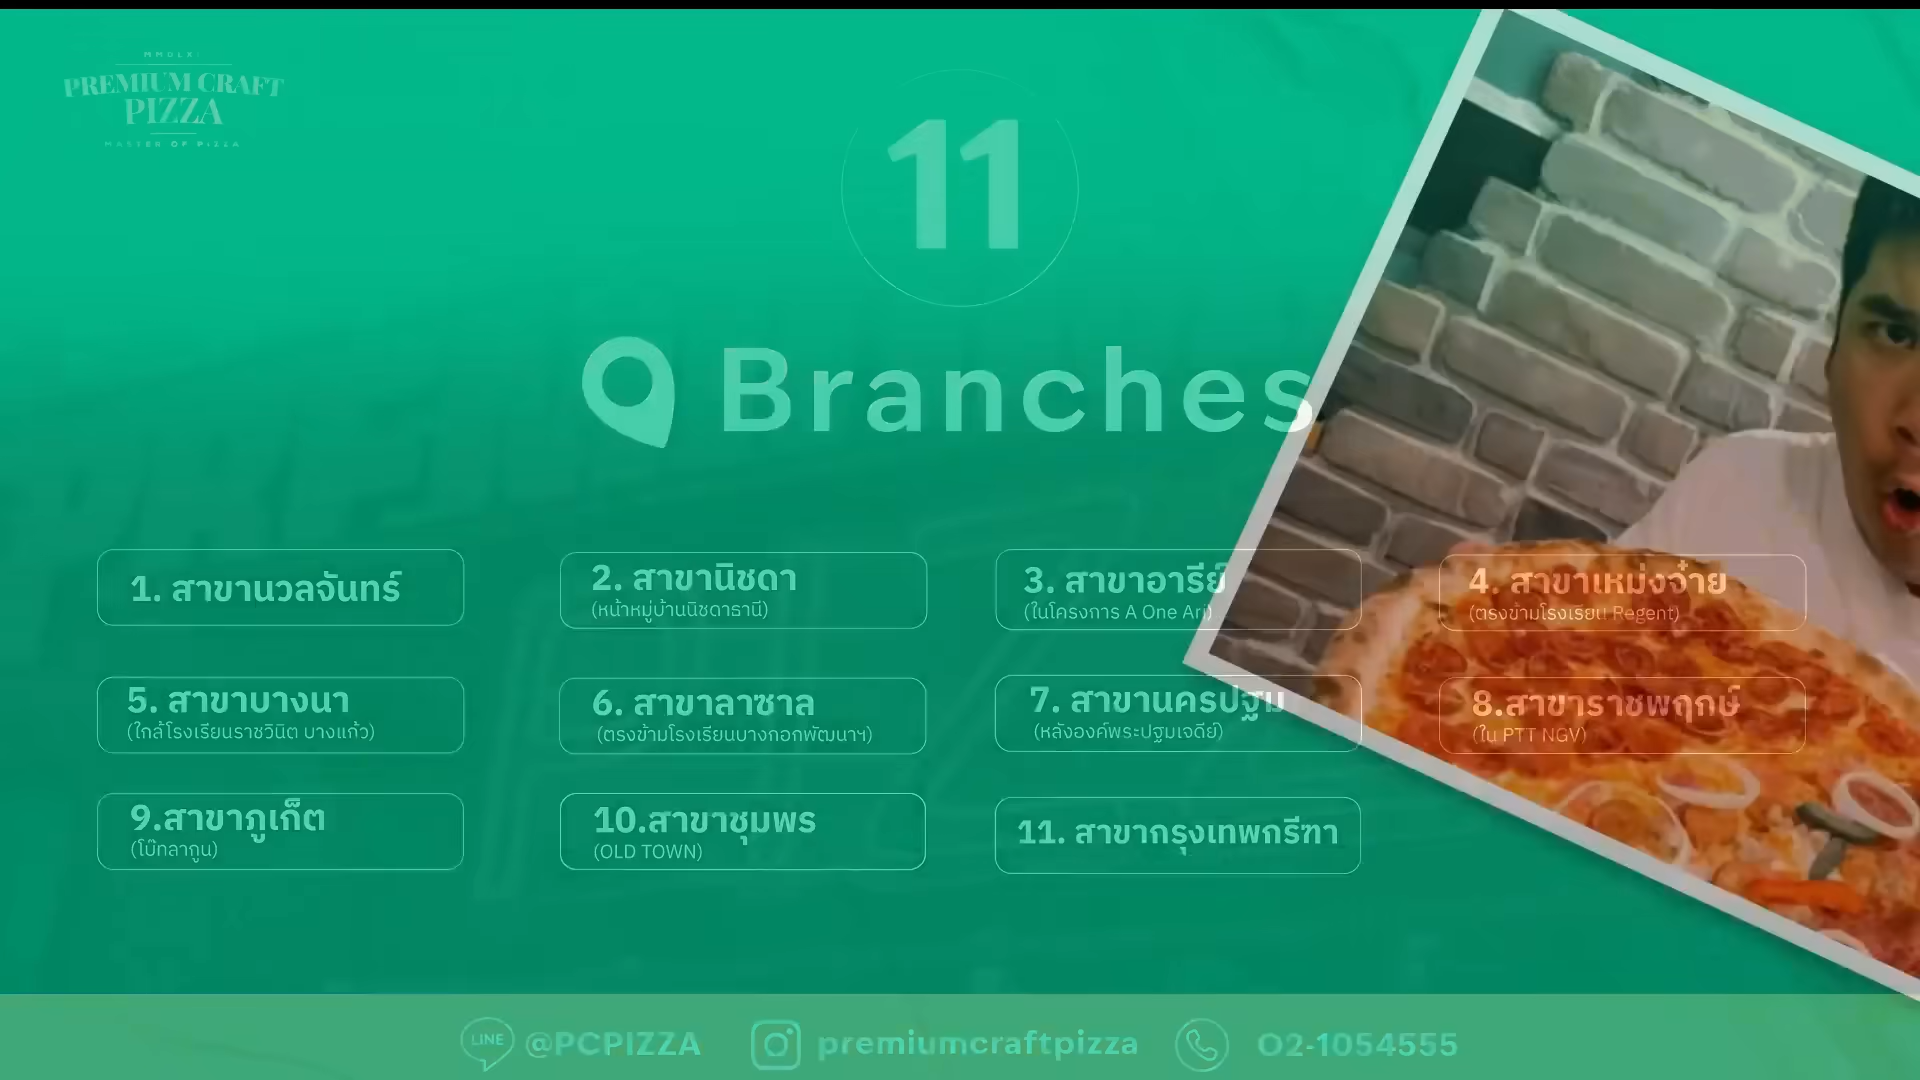 MMDLX
PREMIUM CRAFT
PIZZA
MASTER OF PIZZA
11
Branches
1. สาขานวลจันทร์
2. สาขานิชดา
(หน้าหมู่บ้านนิชดาธานี)
3. สาขาอารีย์
(ในโครงการ A One Ari)
4. สาขาเหม่งจ๋าย
(ตรงข้ามโรงเรียน Regent)
5. สาขาบางนา
(ใกล้โรงเรียนราชวินิต บางแก้ว)
6. สาขาลาซาล
(ตรงข้ามโรงเรียนบางกอกพัฒนาฯ)
7. สาขานครปฐม
(หลังองค์พระปฐมเจดีย์)
8.สาขาราชพฤกษ์
(ใน PTT NGV)
9.สาขาภูเก็ต
(โบ๊ทลากูน)
10.สาขาชุมพร
(OLD TOWN)
11. สาขากรุงเทพกรีฑา
LINE @PCPIZZA
premiumcraftpizza
02-1054555